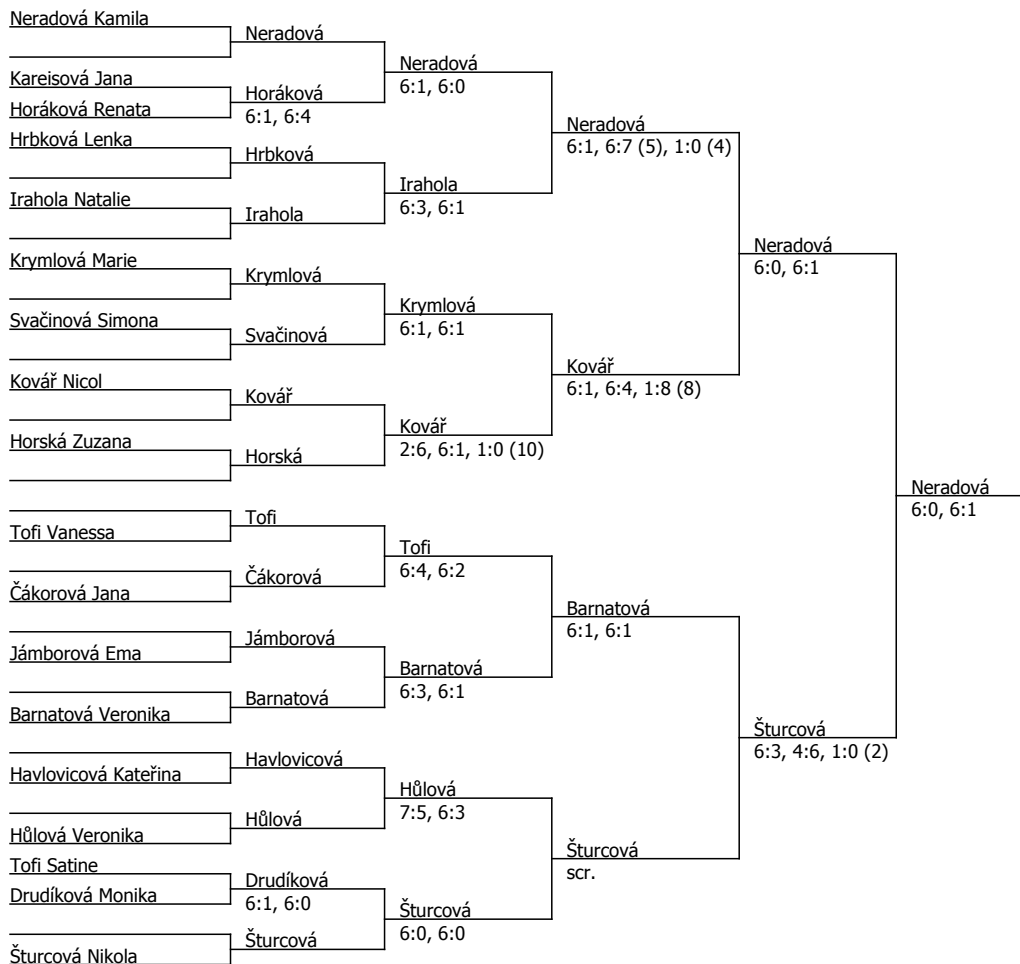 Neradová Kamila
Kareisová Jana
Horáková Renata
Hrbková Lenka
Irahola Natalie
Krymlová Marie
Svačinová Simona
Kovář Nicol
Horská Zuzana
Tofi Vanessa
Čákorová Jana
Jámborová Ema
Barnatová Veronika
Havlovicová Kateřina
Hůlová Veronika
Tofi Satine
Drudíková Monika
Šturcová Nikola
Neradová
Horáková
6:1, 6:4
Hrbková
Irahola
Krymlová
Svačinová
Kovář
Horská
Tofi
Čákorová
Jámborová
Barnatová
Havlovicová
Hůlová
Drudíková
6:1, 6:0
Šturcová
Neradová
6:1, 6:0
Irahola
6:3, 6:1
Krymlová
6:1, 6:1
Kovář
2:6, 6:1, 1:0 (10)
Tofi
6:4, 6:2
Barnatová
6:3, 6:1
Hůlová
7:5, 6:3
Šturcová
6:0, 6:0
Neradová
6:1, 6:7 (5), 1:0 (4)
Kovář
6:1, 6:4, 1:8 (8)
Barnatová
6:1, 6:1
Šturcová
scr.
Neradová
6:0, 6:1
Šturcová
6:3, 4:6, 1:0 (2)
Neradová
6:0, 6:1